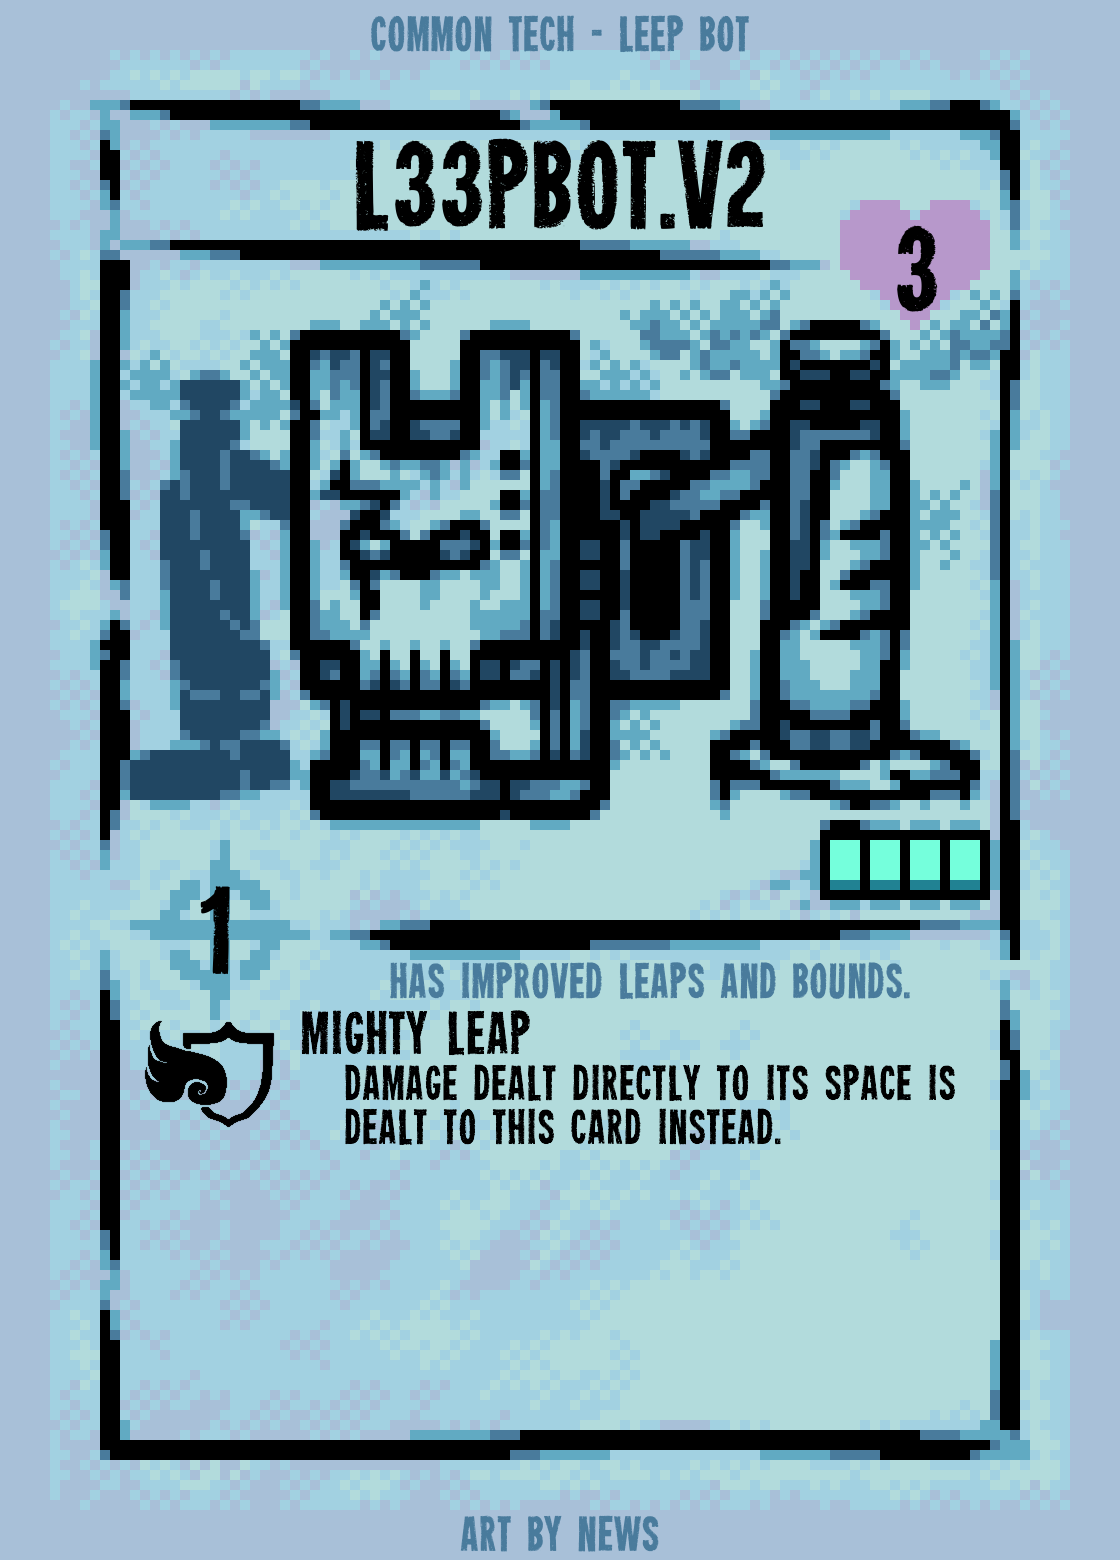 COMMON TECH - LEEP BOT
L33PBOT.V2
3
1
HAS IMPROVED LEAPS AND BOUNDS.
MIGHTY LEAP
DAMAGE DEALT DIRECTLY TO ITS SPACE IS
DEALT TO THIS CARD INSTEAD.
ART BY NEWS